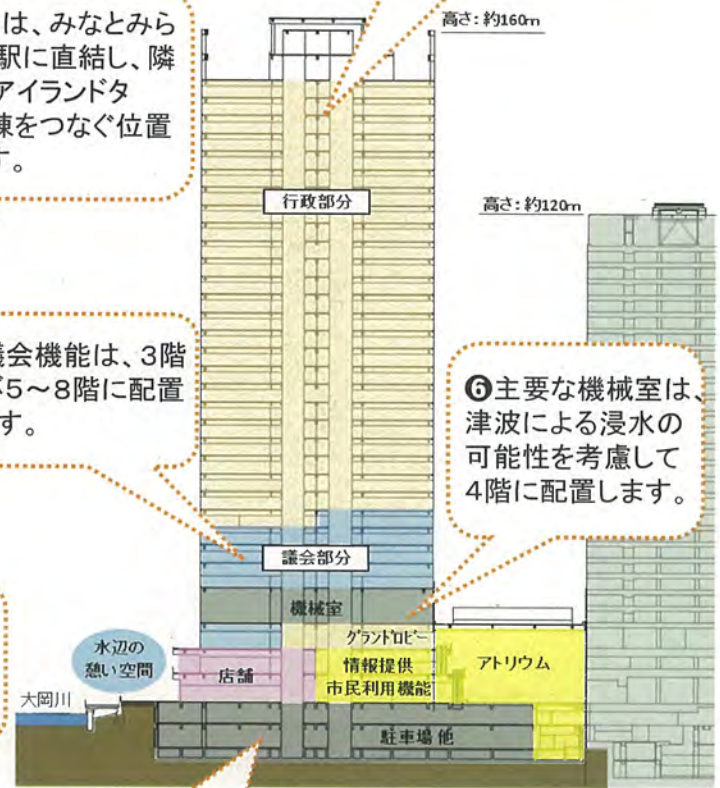 は、みなとみら
駅に直結し、隣
アイランドタ
棟をつなぐ位置
す。
高さ:約160m
行政部分
高さ:約120m
議会機能は、3階
5~8階に配置
す。
❻主要な機械室は、
津波による浸水の
可能性を考慮して
4階に配置します。
議会部分
機械室
グランドロビー
水辺の
憩い空間
店舗
情報提供
市民利用機能
アトリウム
大岡川
駐車場他